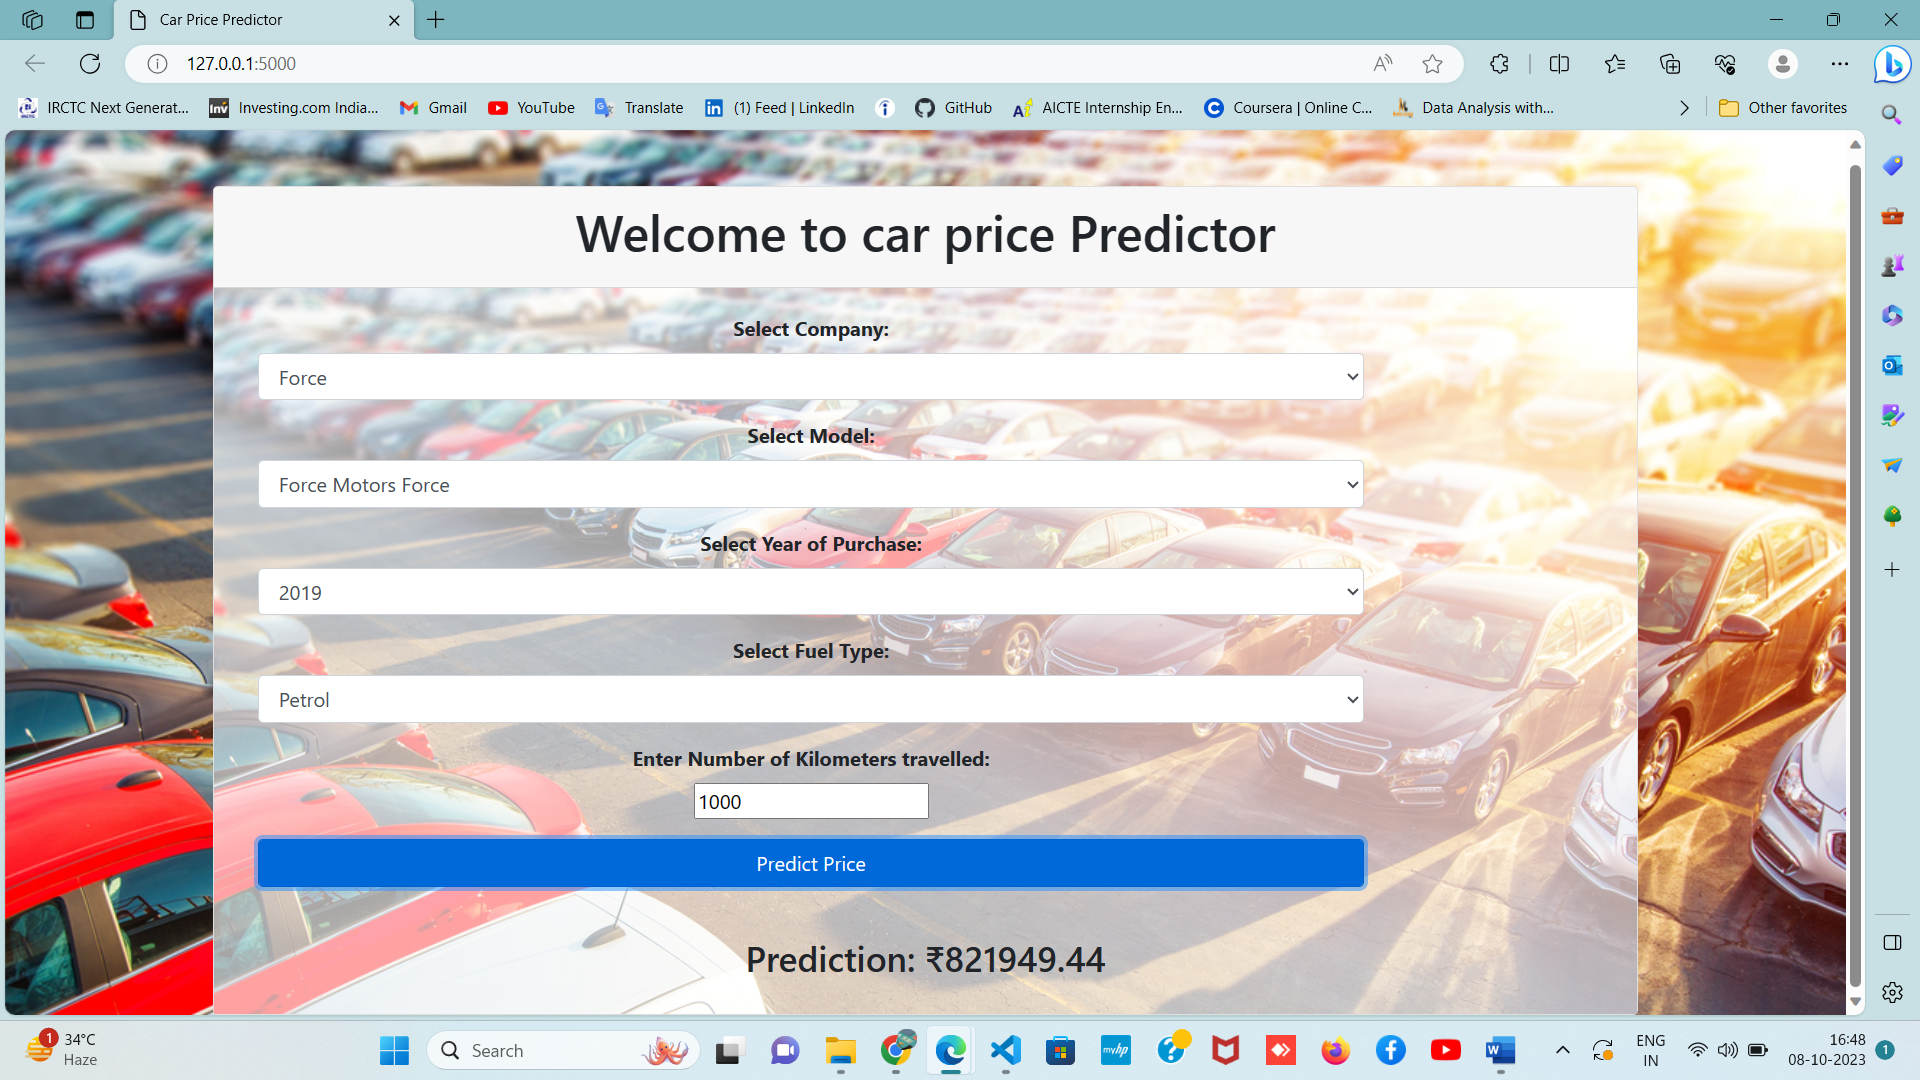 Car Price Predictor
127.0.0.1:5000
IRCTC Next Generat...
Inv
Investing.com India...
Gmail
YouTube
Translate
(1) Feed | LinkedIn
GitHub
AICTE Internship En...
Coursera | Online C...
Data Analysis with...
Other favorites
Welcome to car price Predictor
Select Company:
Force
Select Model:
Force Motors Force
Select Year of Purchase:
2019
Select Fuel Type:
Petrol
Enter Number of Kilometers travelled:
1000
Predict Price
Prediction: ₹821949.44
1
34°C
Haze
Search
myhp
ENG
IN
16:48
08-10-2023
1